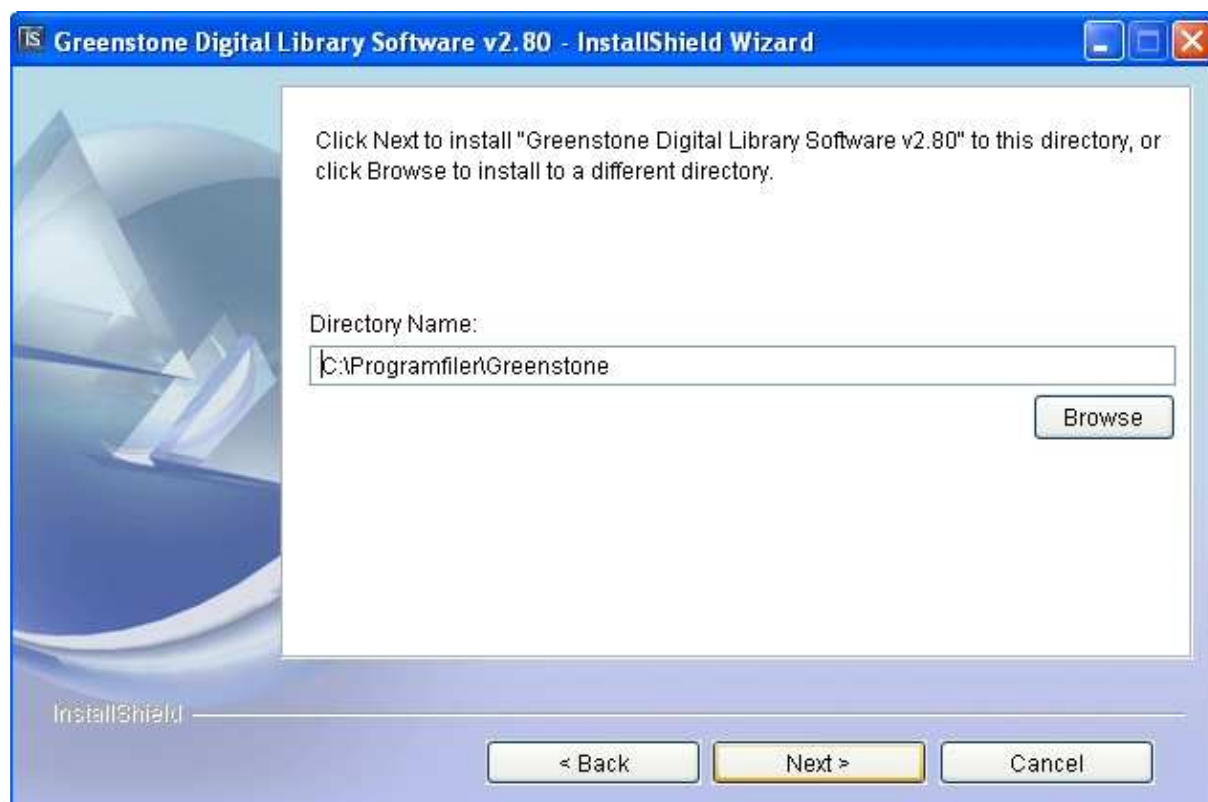 Greenstone Digital Library Software v2.80 - InstallShield Wizard
Click Next to install "Greenstone Digital Library Software v2.80" to this directory, or
click Browse to install to a different directory.
Directory Name:
C:\Programfiler\Greenstone
Browse
InstallShield
< Back
Next >
Cancel